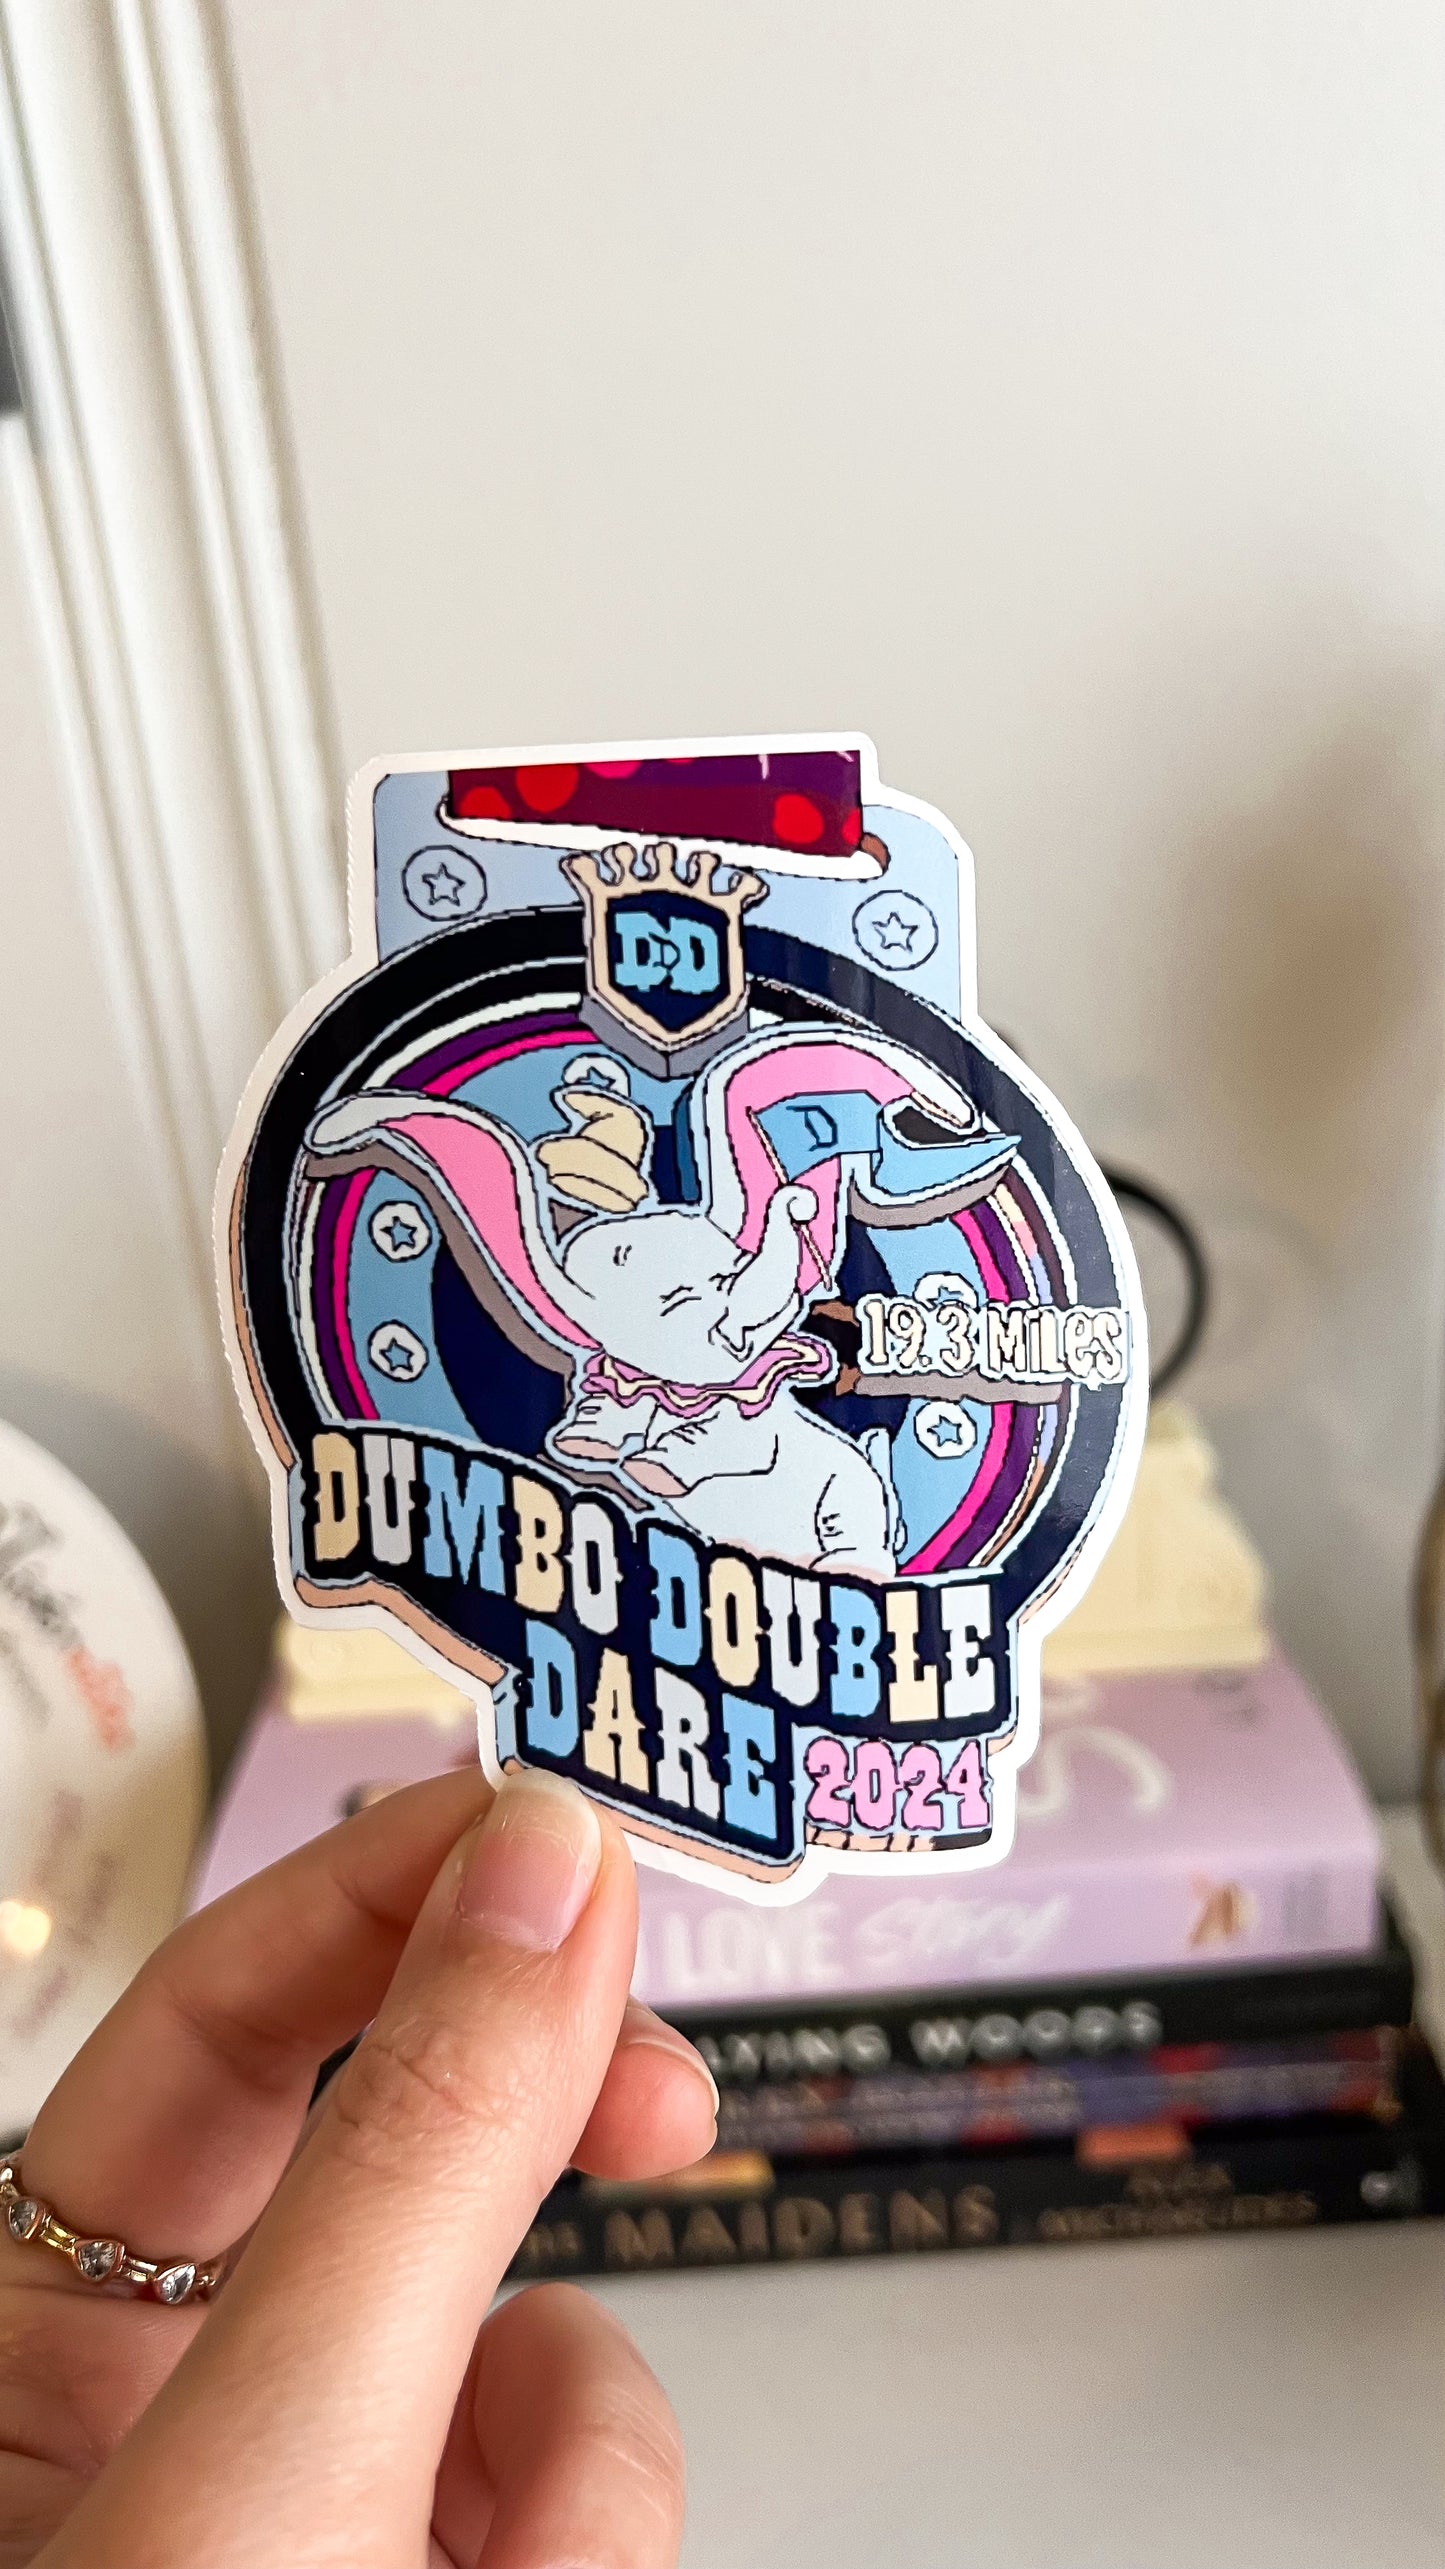 DD
D
19.3 MiLes
DUMBO DOUBLE
DARE 2024
LOVE Story
WOODS
MAIDENS